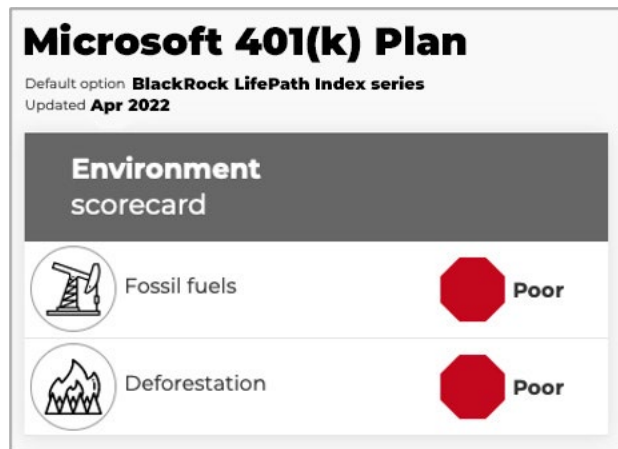 Microsoft 401(k) Plan
Default option BlackRock LifePath Index series
Updated Apr 2022
Environment
scorecard
Fossil fuels Poor
Deforestation Poor